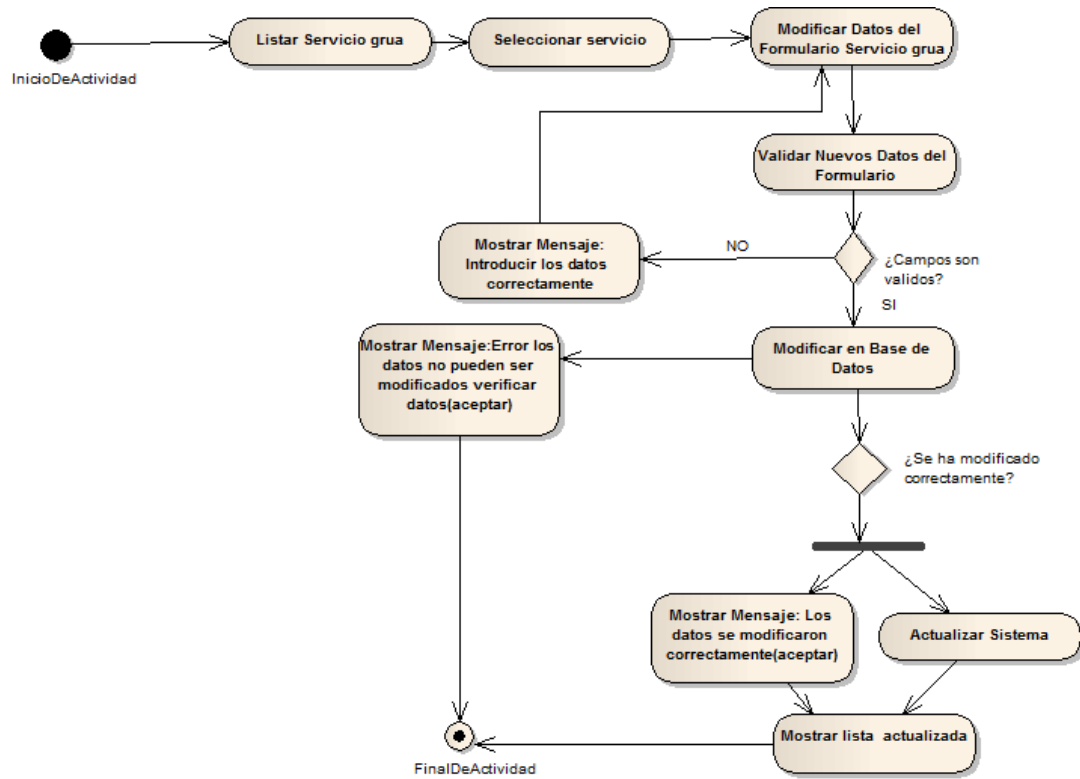 Listar Servicio grua
Seleccionar servicio
Modificar Datos del
Formulario Servicio grua
InicioDeActividad
Validar Nuevos Datos del
Formulario
Mostrar Mensaje:
Introducir los datos
correctamente
NO
¿Campos son
validos?
SI
Mostrar Mensaje:Error los
datos no pueden ser
modificados verificar
datos(aceptar)
Modificar en Base de
Datos
¿Se ha modificado
correctamente?
Mostrar Mensaje: Los
datos se modificaron
correctamente(aceptar)
Actualizar Sistema
Mostrar lista actualizada
FinalDeActividad